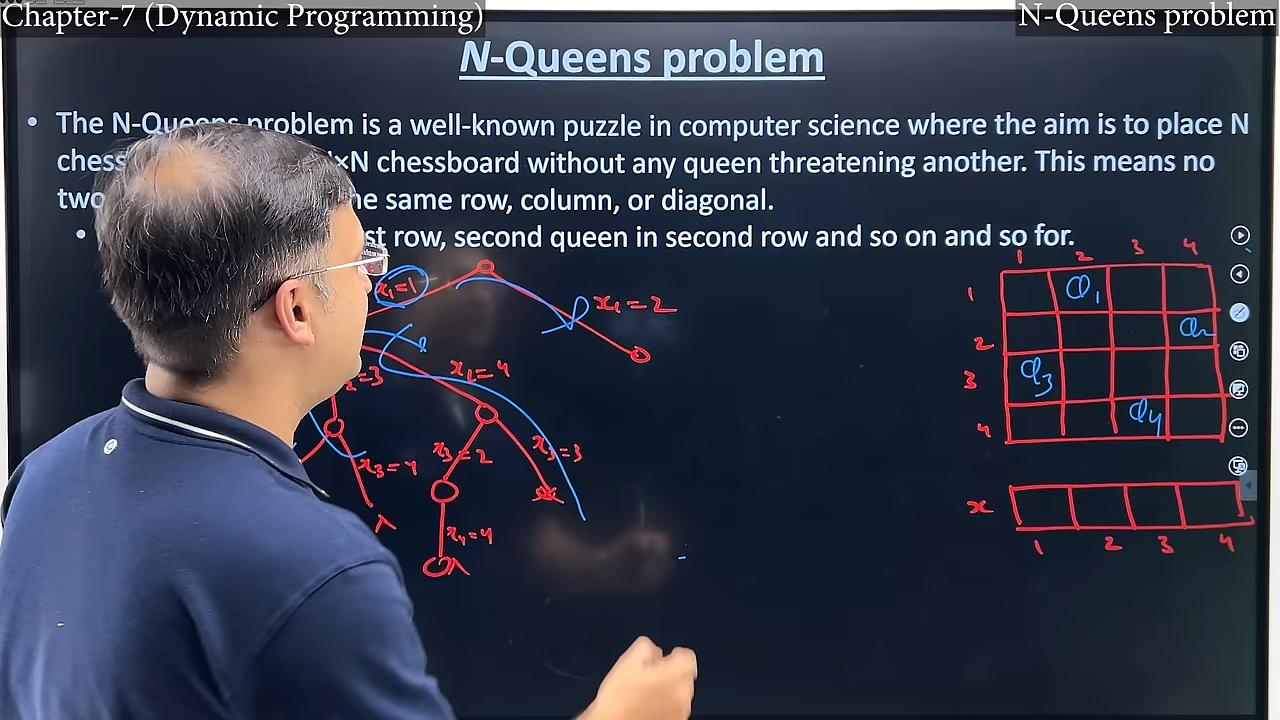 Chapter-7 (Dynamic Programming)
N-Queens problem
N-Queens problem
• The N-Queens problem is a well-known puzzle in computer science where the aim is to place N
chess N×N chessboard without any queen threatening another. This means no
two the same row, column, or diagonal.
• st row, second queen in second row and so on and so for.
x₁=1
x₁=2
=3
x₂=4
x₃=2
x₃=3
x₃=4
x₄=4
1 2 3 4
1 Q₁
2 Q₂
3 Q₃
4 Q₄
x
1 2 3 4